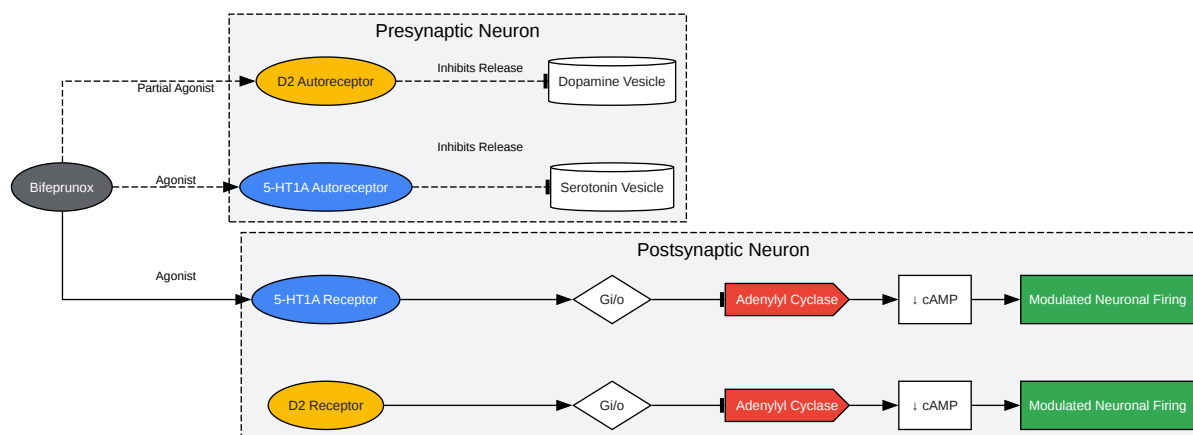 Presynaptic Neuron
Partial Agonist
D2 Autoreceptor
Inhibits Release
Dopamine Vesicle
Bifeprunox
Agonist
5-HT1A Autoreceptor
Inhibits Release
Serotonin Vesicle
Postsynaptic Neuron
Agonist
5-HT1A Receptor
Gi/o
Adenylyl Cyclase
↓ cAMP
Modulated Neuronal Firing
D2 Receptor
Gi/o
Adenylyl Cyclase
↓ cAMP
Modulated Neuronal Firing